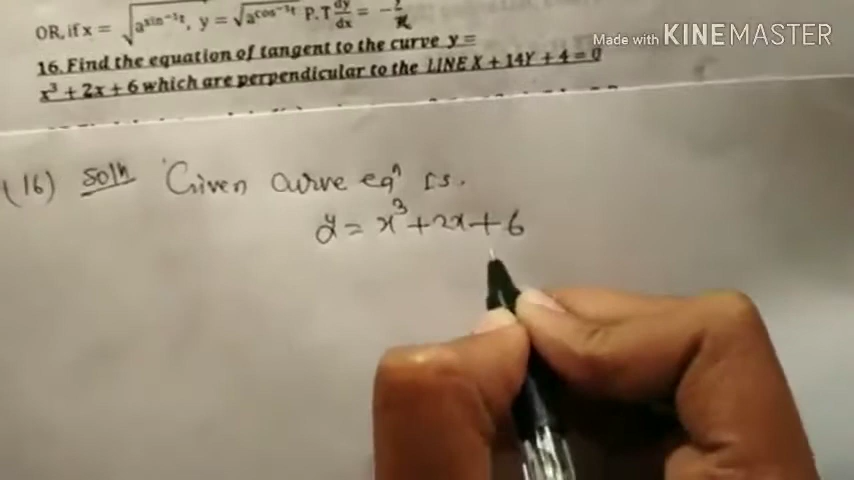 OR, if x = √a^sin⁻¹t, y = √a^cos⁻¹t P.T dy/dx = -y/x
Made with KINEMASTER
16. Find the equation of tangent to the curve y =
x³ + 2x + 6 which are perpendicular to the LINE X + 14Y + 4 = 0
(16) Solⁿ Given curve eqⁿ is.
y = x³ + 2x + 6